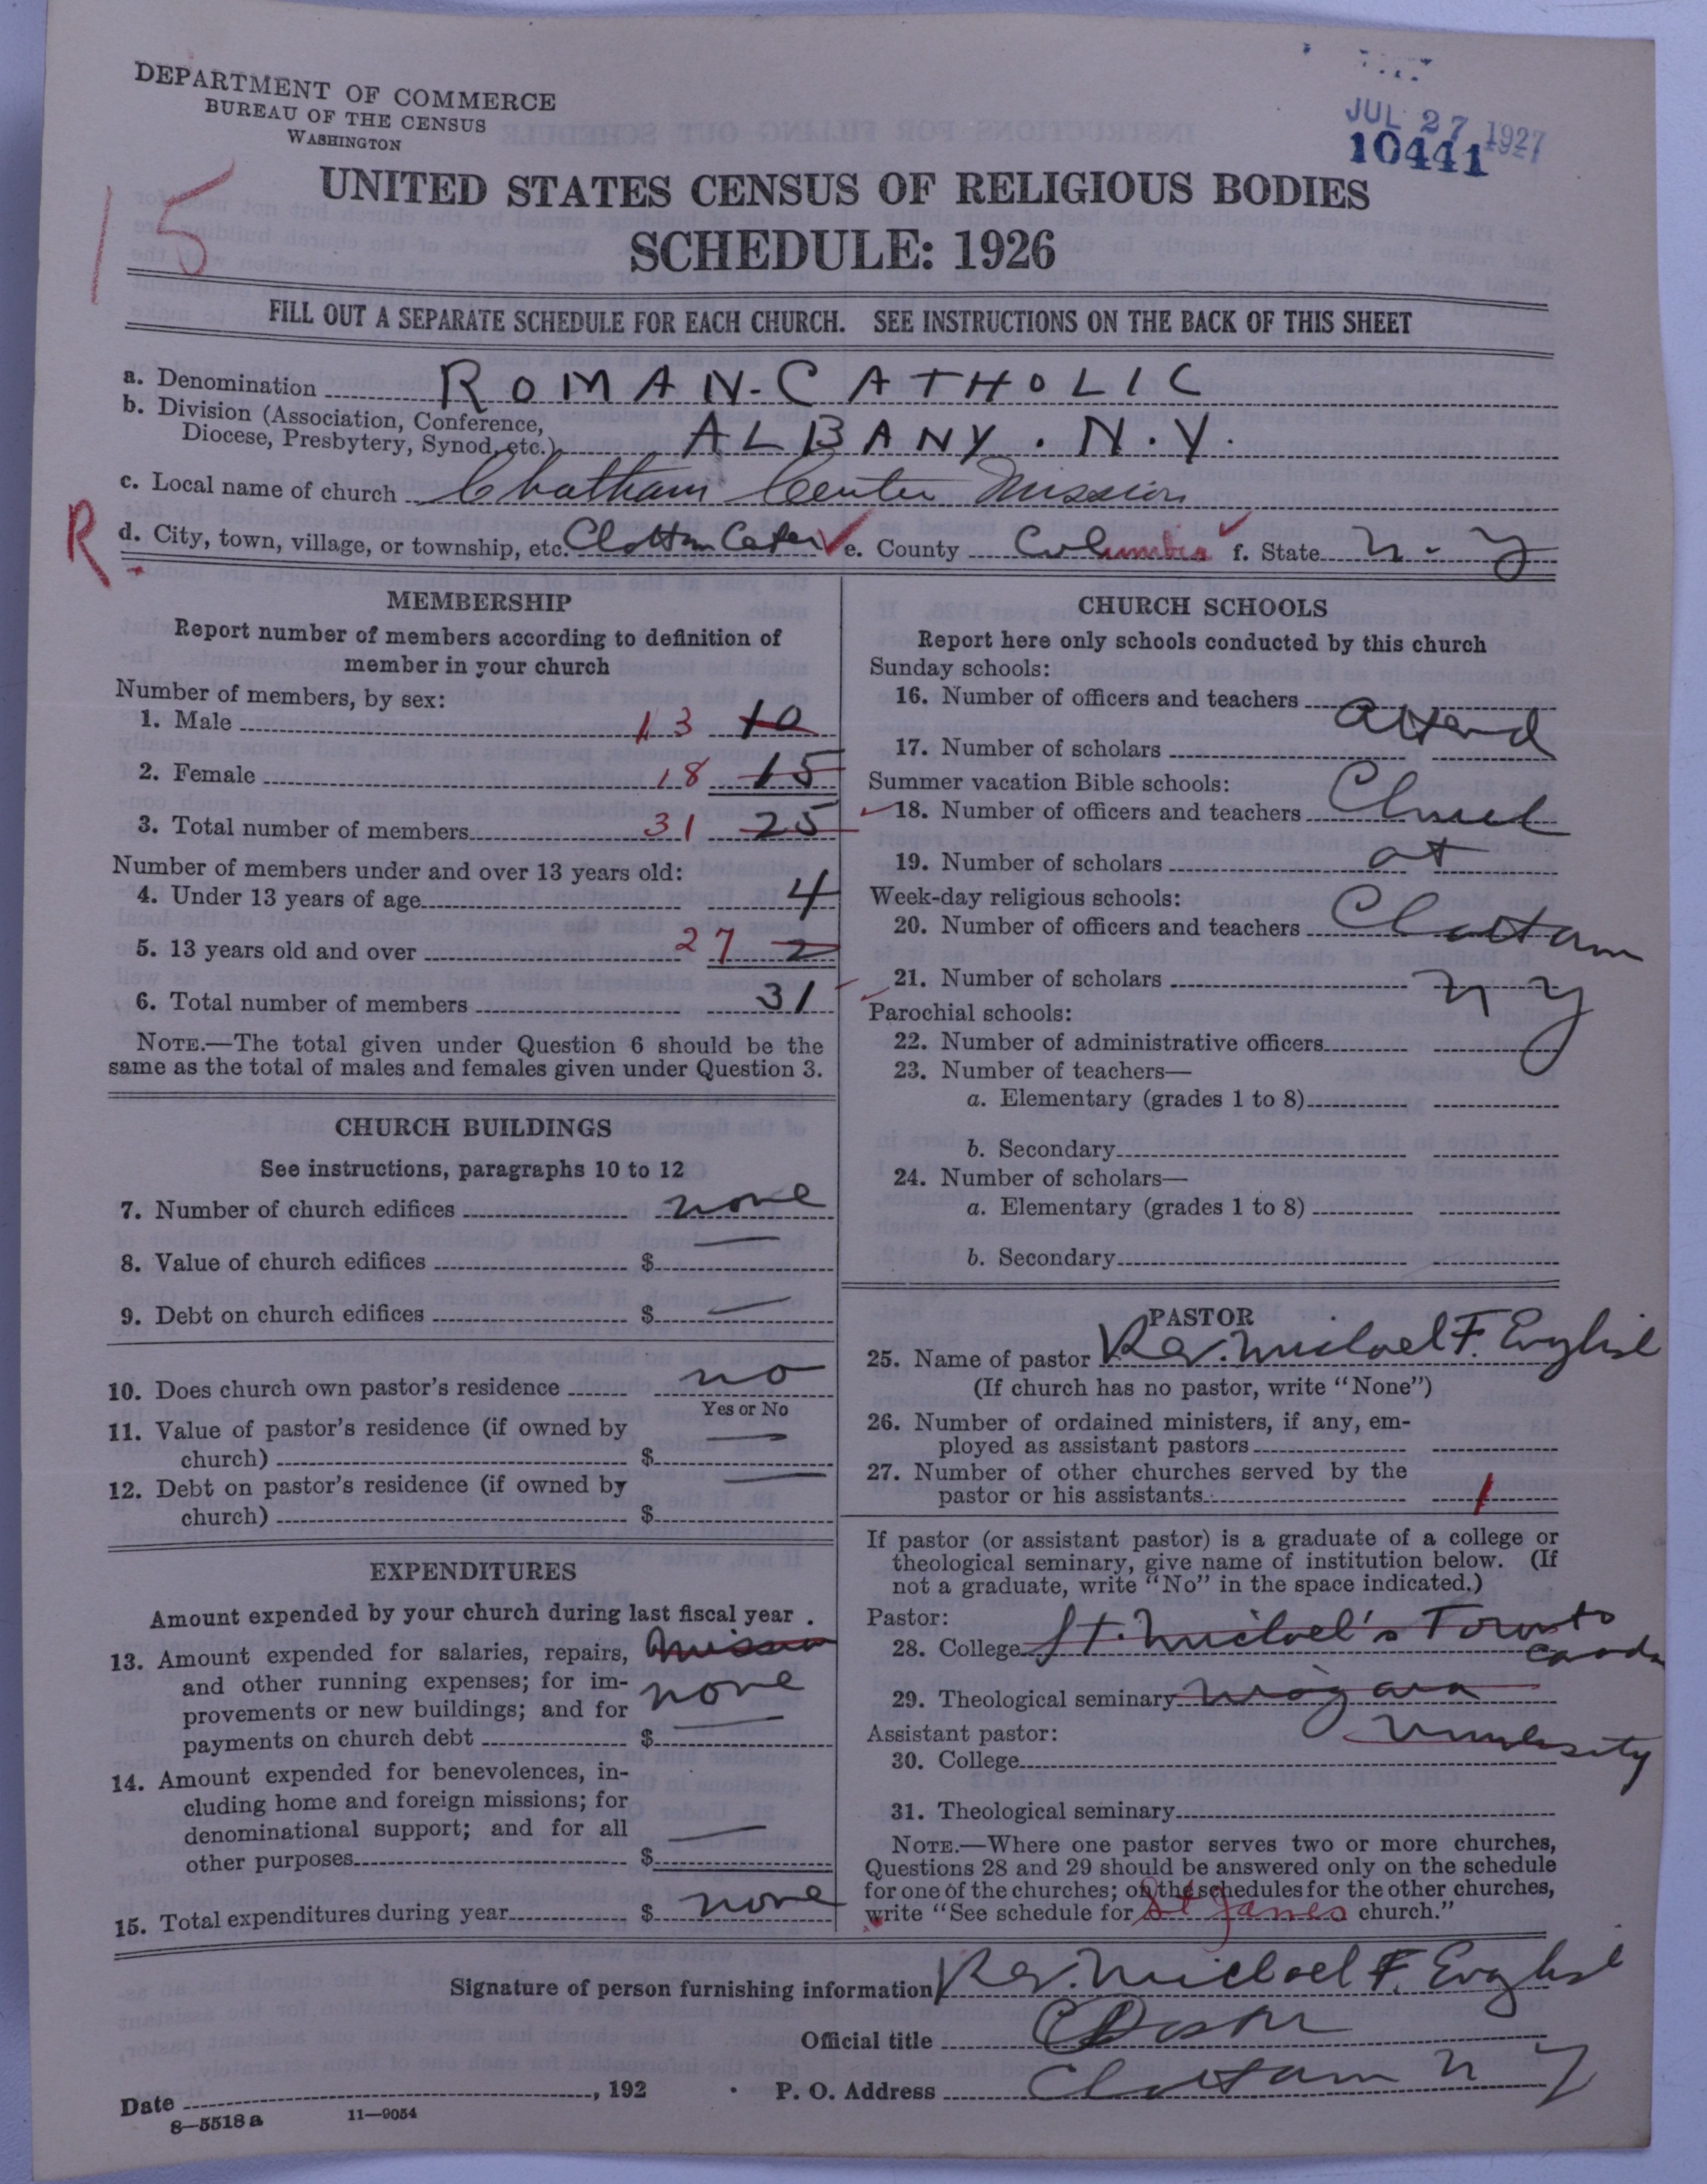 DEPARTMENT OF COMMERCE
BUREAU OF THE CENSUS
WASHINGTON
JUL 27 1927
10441
15
UNITED STATES CENSUS OF RELIGIOUS BODIES
SCHEDULE: 1926
FILL OUT A SEPARATE SCHEDULE FOR EACH CHURCH. SEE INSTRUCTIONS ON THE BACK OF THIS SHEET
a. Denomination ROMAN-CATHOLIC
b. Division (Association, Conference,
Diocese, Presbytery, Synod, etc.) ALBANY. N.Y.
c. Local name of church Chatham Center Mission
R. d. City, town, village, or township, etc. Chatham Center e. County Columbia f. State N-Y
MEMBERSHIP
Report number of members according to definition of
member in your church
Number of members, by sex:
1. Male 13 10
2. Female 18 15
3. Total number of members 31 25
Number of members under and over 13 years old:
4. Under 13 years of age 4
5. 13 years old and over 27 2
6. Total number of members 31
NOTE.—The total given under Question 6 should be the
same as the total of males and females given under Question 3.
CHURCH BUILDINGS
See instructions, paragraphs 10 to 12
7. Number of church edifices none
8. Value of church edifices $ —
9. Debt on church edifices $ —
10. Does church own pastor's residence no
Yes or No
11. Value of pastor's residence (if owned by
church) $ —
12. Debt on pastor's residence (if owned by
church) $ —
EXPENDITURES
Amount expended by your church during last fiscal year.
13. Amount expended for salaries, repairs, mission
and other running expenses; for im- none
provements or new buildings; and for
payments on church debt $ —
14. Amount expended for benevolences, in-
cluding home and foreign missions; for
denominational support; and for all
other purposes $ —
15. Total expenditures during year $ none
CHURCH SCHOOLS
Report here only schools conducted by this church
Sunday schools:
16. Number of officers and teachers attend
17. Number of scholars
Summer vacation Bible schools:
18. Number of officers and teachers Church
19. Number of scholars at
Week-day religious schools:
20. Number of officers and teachers Chatham
21. Number of scholars N Y
Parochial schools:
22. Number of administrative officers
23. Number of teachers—
a. Elementary (grades 1 to 8)
b. Secondary
24. Number of scholars—
a. Elementary (grades 1 to 8)
b. Secondary
PASTOR
25. Name of pastor Rev. Michael F. English
(If church has no pastor, write "None")
26. Number of ordained ministers, if any, em-
ployed as assistant pastors
27. Number of other churches served by the
pastor or his assistants 1
If pastor (or assistant pastor) is a graduate of a college or
theological seminary, give name of institution below. (If
not a graduate, write "No" in the space indicated.)
Pastor:
28. College St. Michael's Toronto
Canada
29. Theological seminary Niagara
Assistant pastor: University
30. College
31. Theological seminary
NOTE.—Where one pastor serves two or more churches,
Questions 28 and 29 should be answered only on the schedule
for one of the churches; on the schedules for the other churches,
write "See schedule for St James church."
Signature of person furnishing information Rev. Michael F. English
Official title Pastor
Date , 192 P. O. Address Chatham N Y
8—5518 a 11—9054